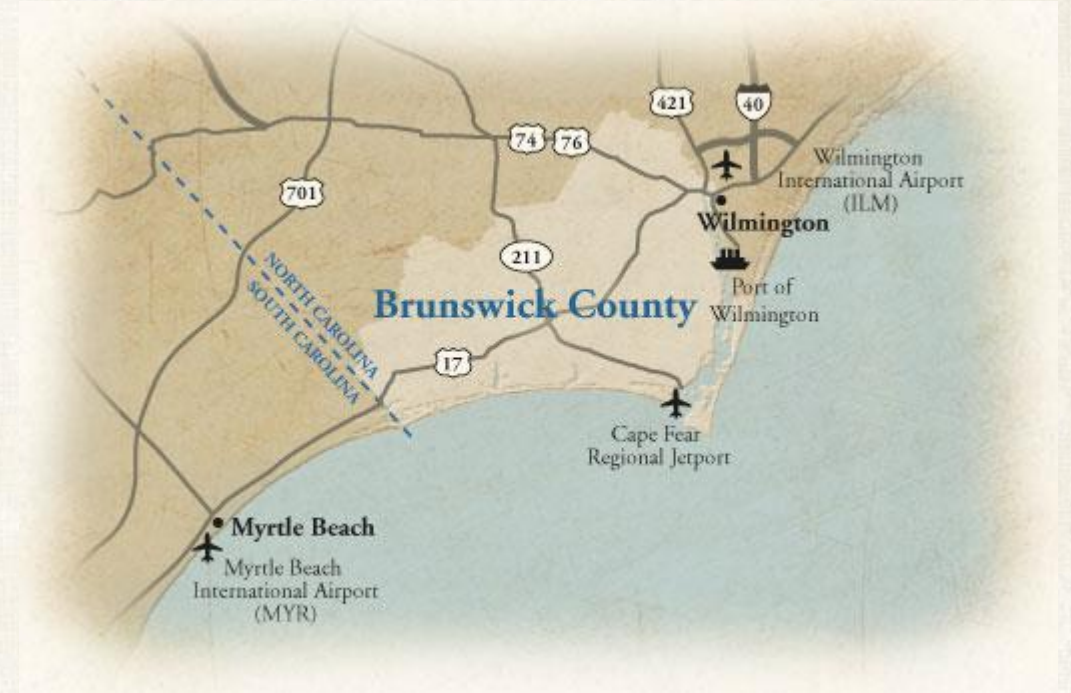 421
40
74
76
Wilmington
International Airport
(ILM)
701
Wilmington
211
NORTH CAROLINA
SOUTH CAROLINA
Brunswick County
Port of
Wilmington
17
Cape Fear
Regional Jetport
Myrtle Beach
Myrtle Beach
International Airport
(MYR)